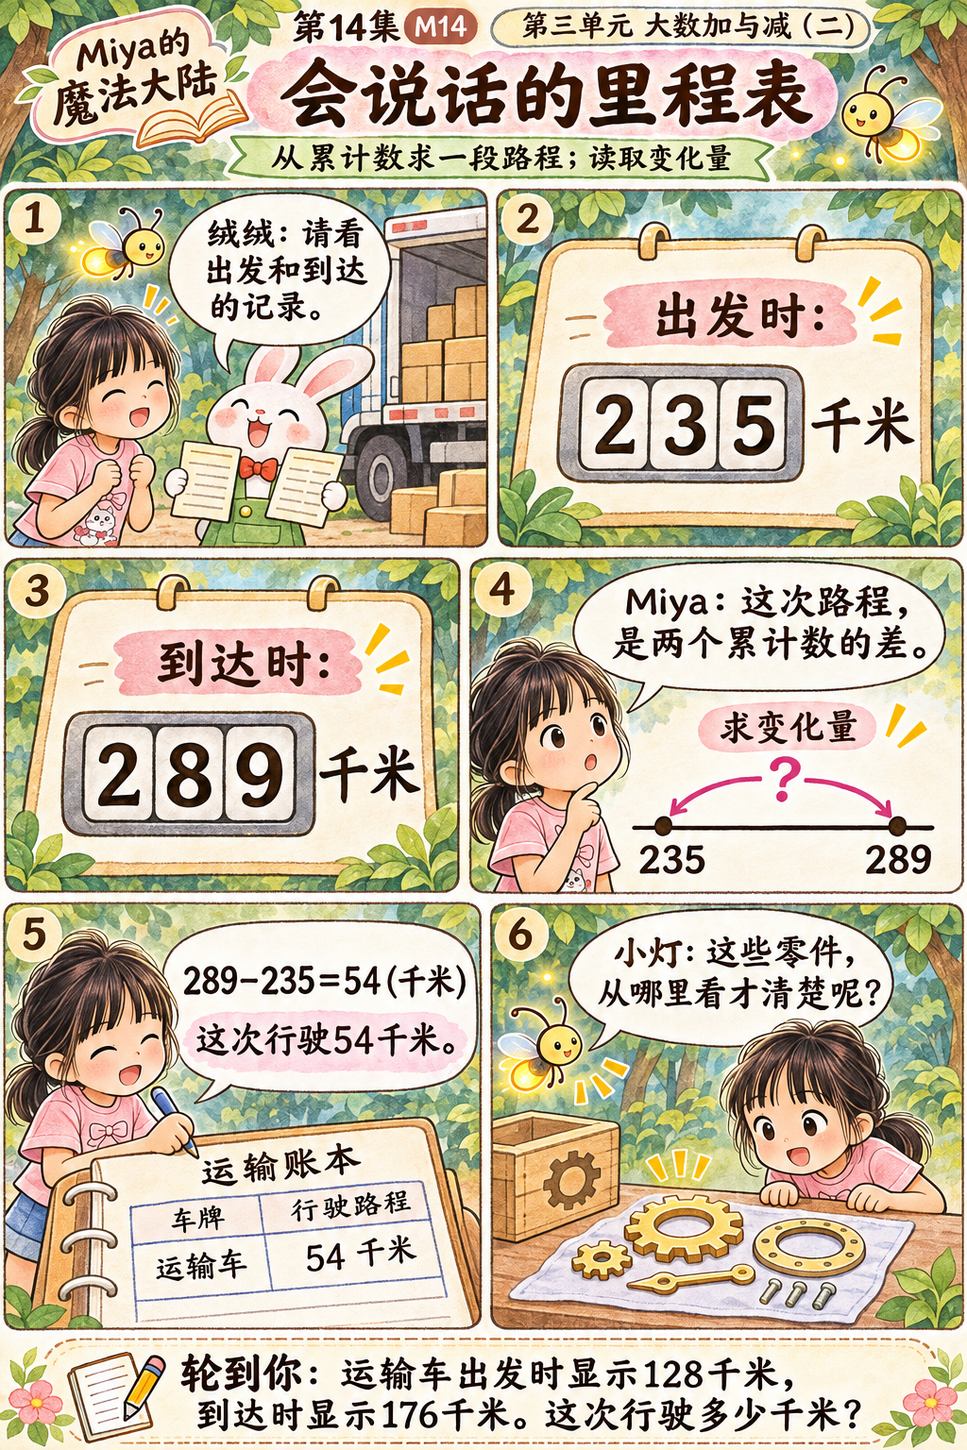 Miya的
魔法大陆
第14集 M14
第三单元 大数加与减（二）
会说话的里程表
从累计数求一段路程；读取变化量
1
绒绒：请看
出发和到达
的记录。
2
出发时：
235 千米
3
到达时：
289 千米
4
Miya：这次路程，
是两个累计数的差。
求变化量
?
235 289
5
289-235=54(千米)
这次行驶54千米。
运输账本
车牌 行驶路程
运输车 54 千米
6
小灯：这些零件，
从哪里看才清楚呢？
轮到你：运输车出发时显示128千米，
到达时显示176千米。这次行驶多少千米？